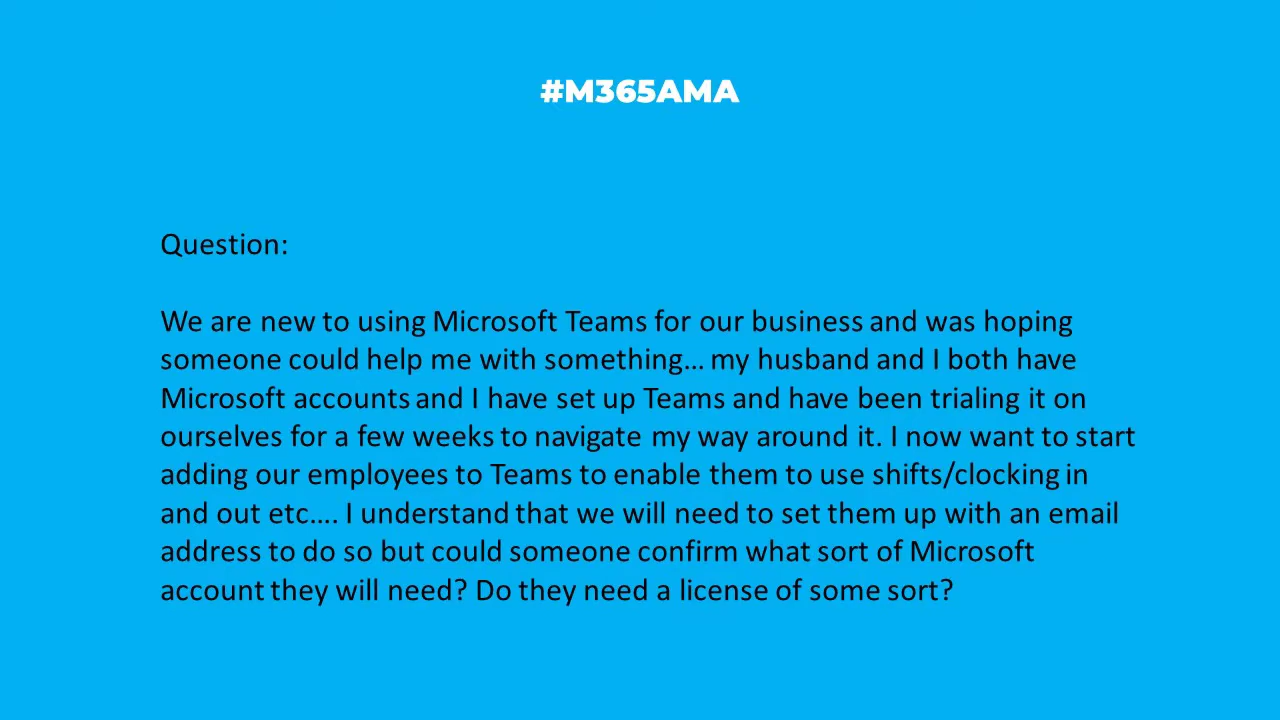 #M365AMA
Question:
We are new to using Microsoft Teams for our business and was hoping
someone could help me with something... my husband and I both have
Microsoft accounts and I have set up Teams and have been trialing it on
ourselves for a few weeks to navigate my way around it. I now want to start
adding our employees to Teams to enable them to use shifts/clocking in
and out etc.... I understand that we will need to set them up with an email
address to do so but could someone confirm what sort of Microsoft
account they will need? Do they need a license of some sort?